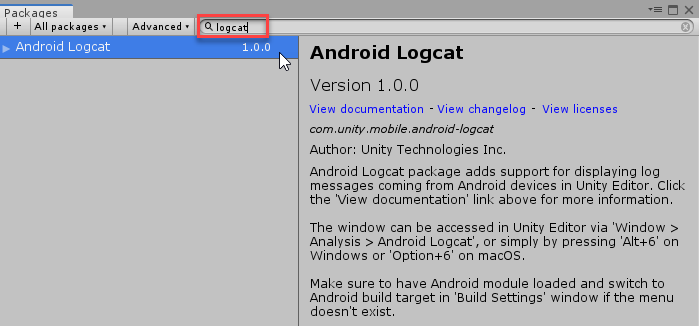 Packages
+ All packages Advanced logcat
Android Logcat 1.0.0
Android Logcat
Version 1.0.0
View documentation - View changelog - View licenses
com.unity.mobile.android-logcat
Author: Unity Technologies Inc.
Android Logcat package adds support for displaying log
messages coming from Android devices in Unity Editor. Click
the 'View documentation' link above for more information.
The window can be accessed in Unity Editor via 'Window >
Analysis > Android Logcat', or simply by pressing 'Alt+6' on
Windows or 'Option+6' on macOS.
Make sure to have Android module loaded and switch to
Android build target in 'Build Settings' window if the menu
doesn't exist.